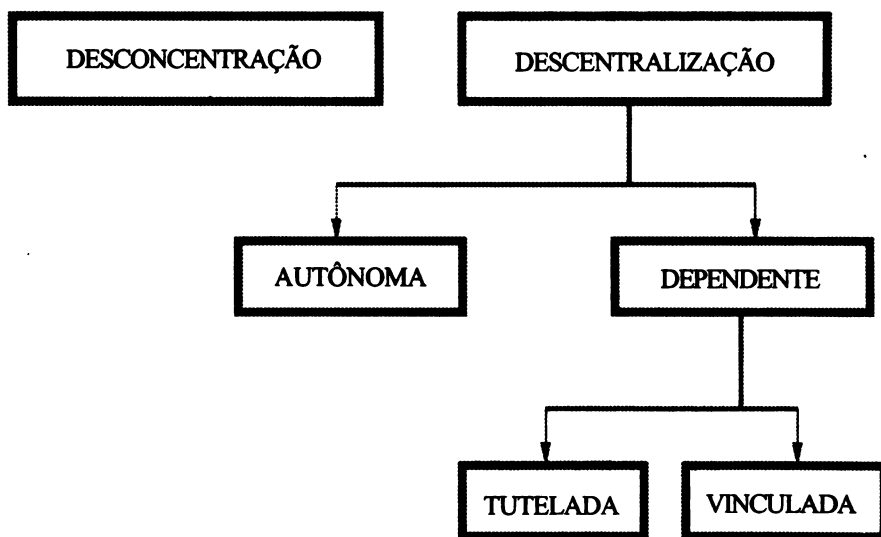 DESCONCENTRAÇÃO
DESCENTRALIZAÇÃO
AUTÔNOMA
DEPENDENTE
TUTELADA
VINCULADA